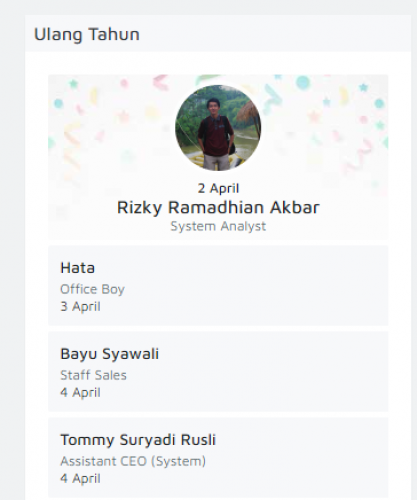 Ulang Tahun
2 April
Rizky Ramadhian Akbar
System Analyst
Hata
Office Boy
3 April
Bayu Syawali
Staff Sales
4 April
Tommy Suryadi Rusli
Assistant CEO (System)
4 April